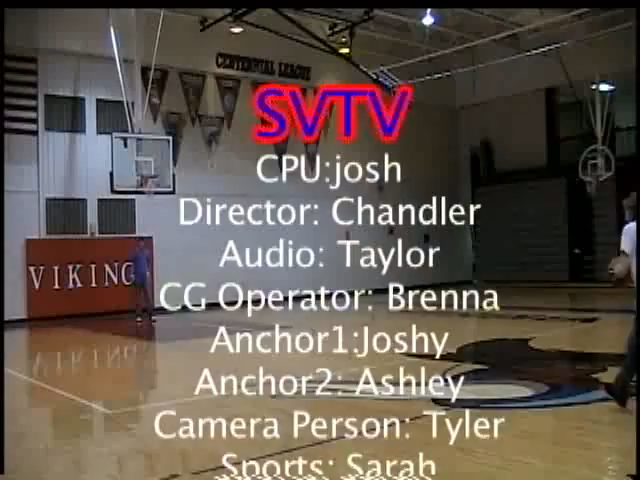 CENTENNIAL LEAGUE
SVTV
CPU:josh
Director: Chandler
Audio: Taylor
VIKING
CG Operator: Brenna
Anchor1:Joshy
Anchor2: Ashley
Camera Person: Tyler
Sports: Sarah